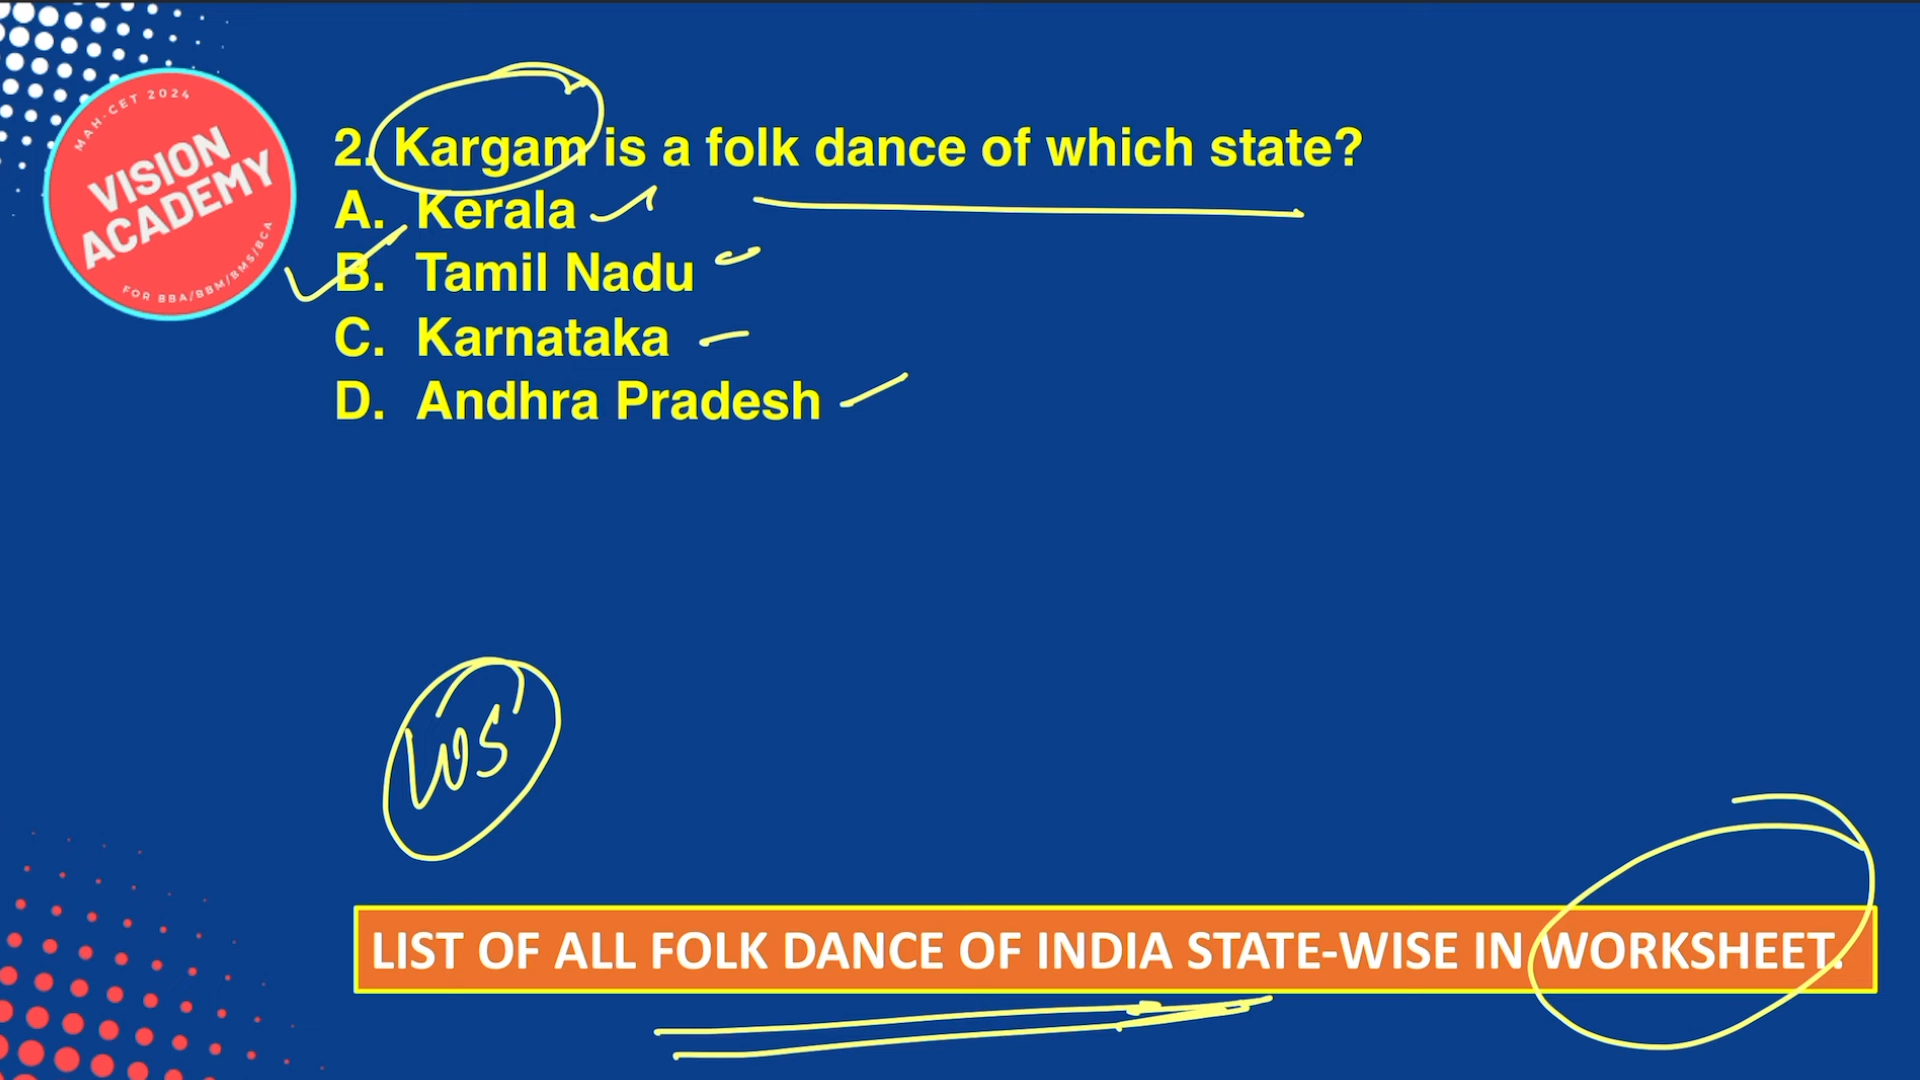 MAH-CET 2024
VISION
ACADEMY
FOR BBA/BBM/BMS/BCA
2. Kargam is a folk dance of which state?
A. Kerala
B. Tamil Nadu
C. Karnataka
D. Andhra Pradesh
LIST OF ALL FOLK DANCE OF INDIA STATE-WISE IN WORKSHEET.